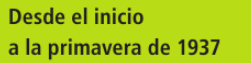 Desde el inicio
a la primavera de 1937